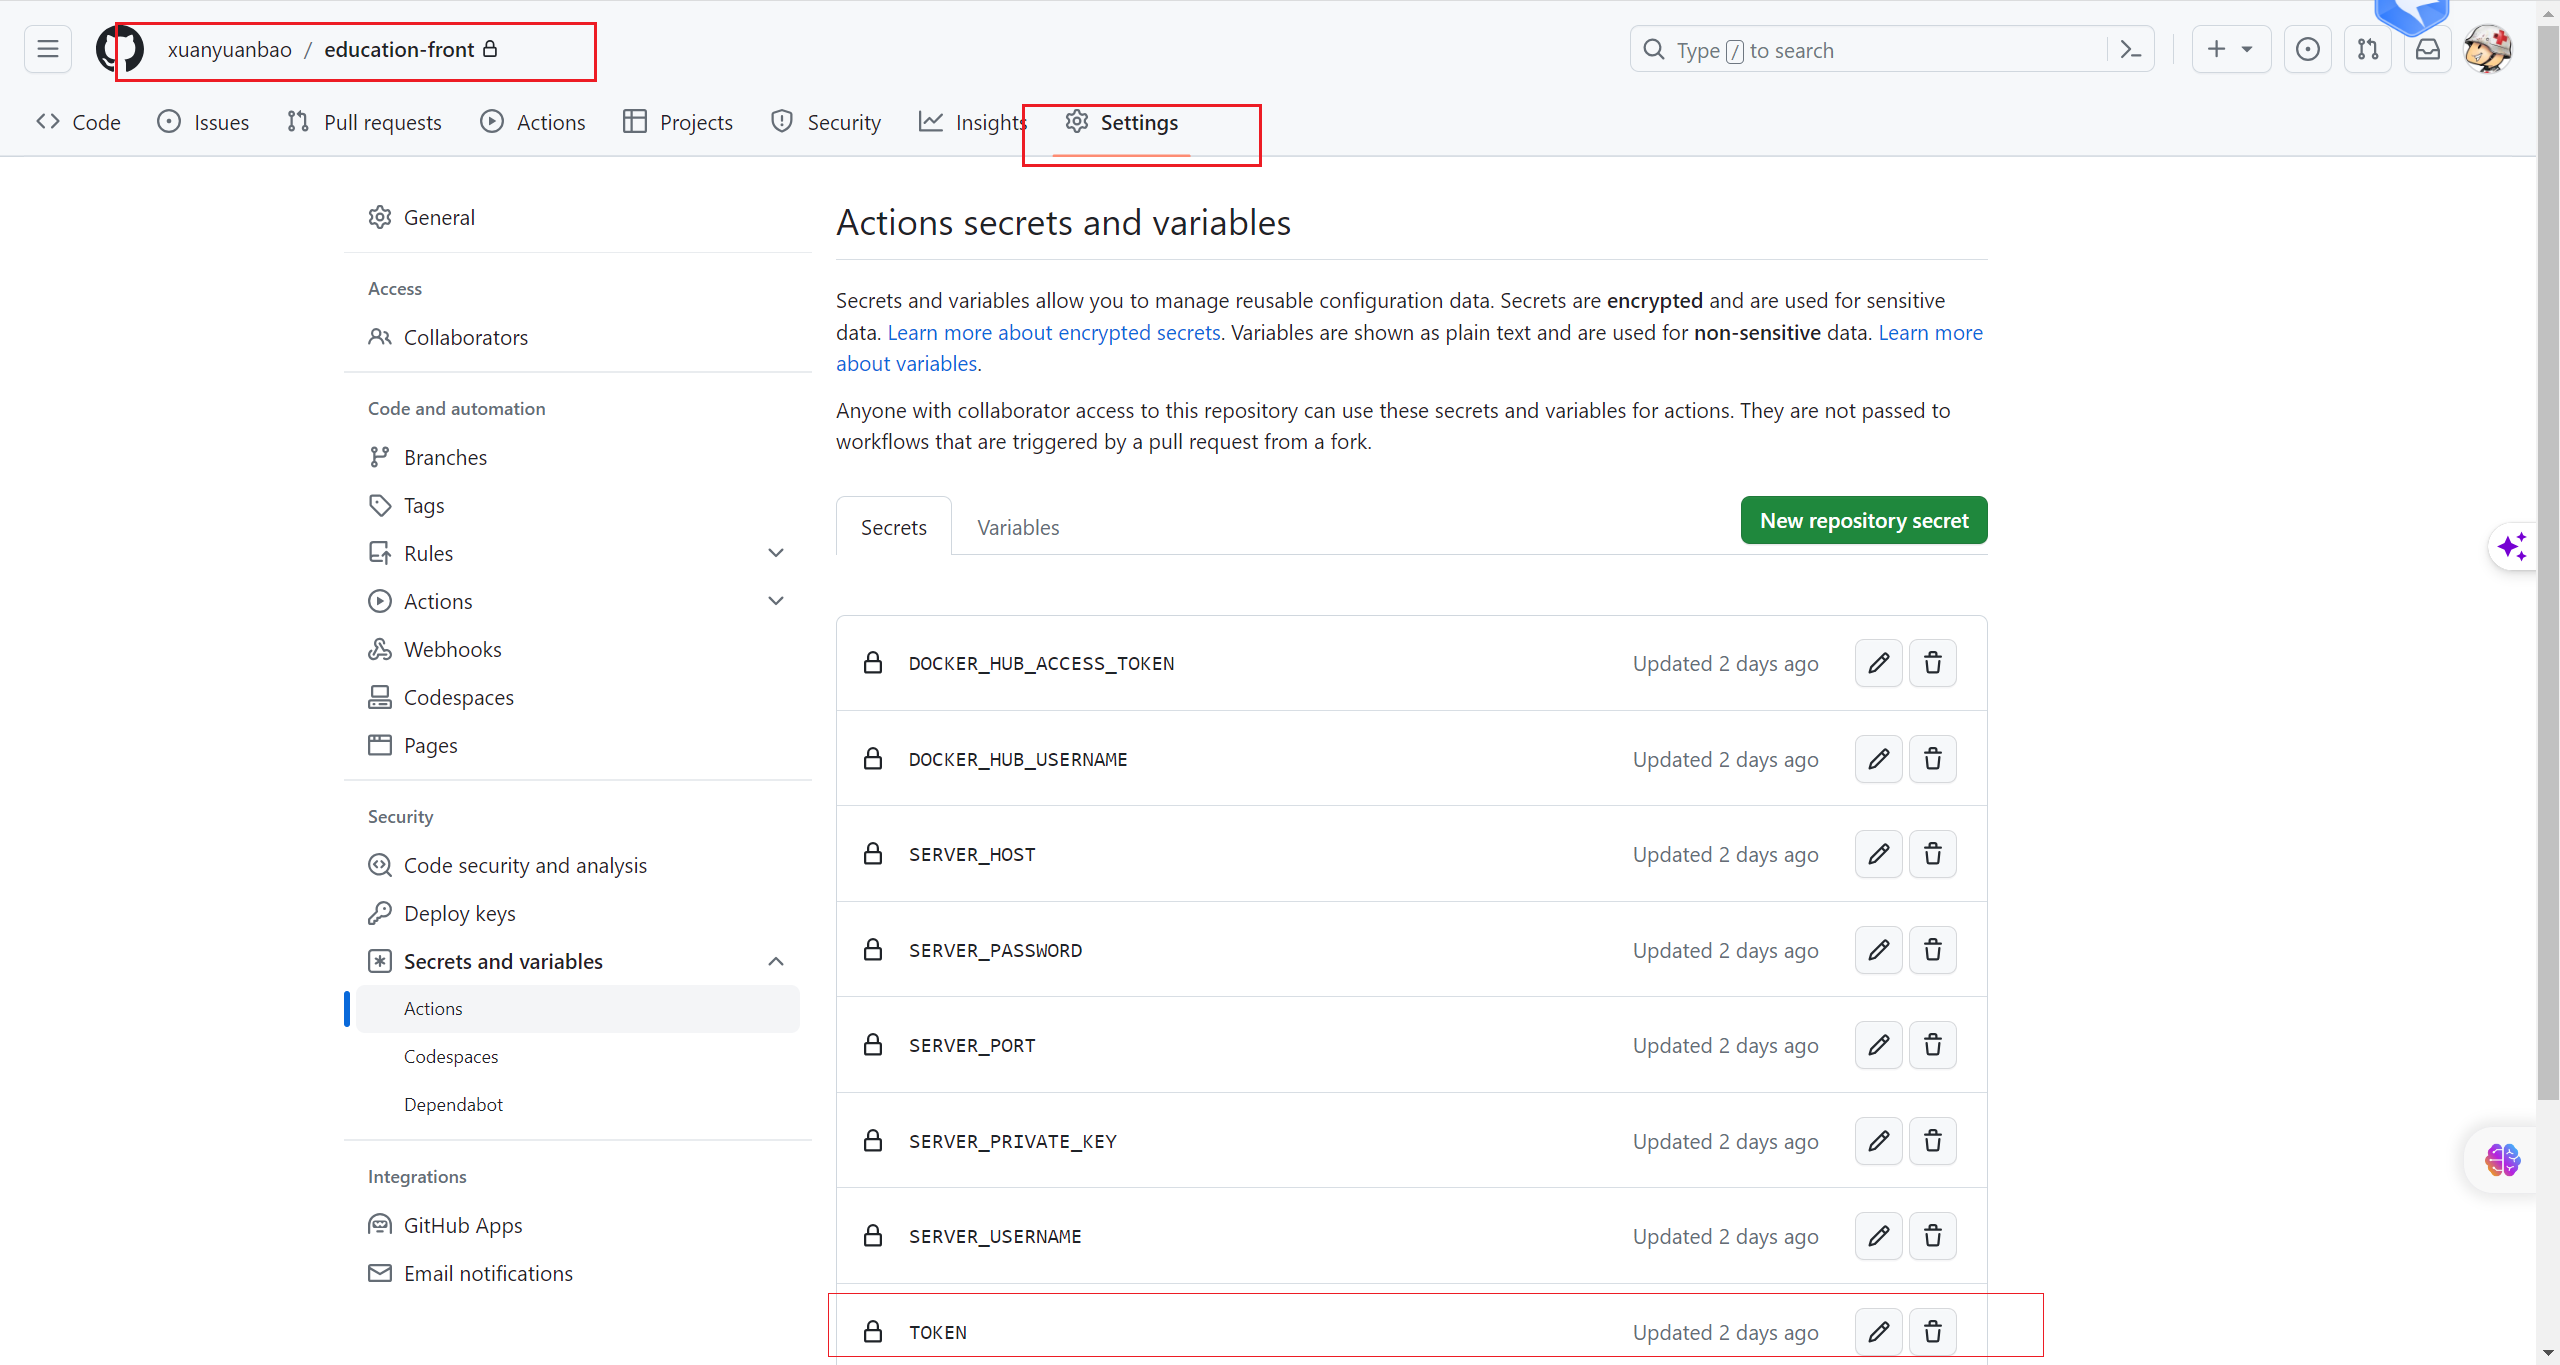 xuanyuanbao / education-front
Type / to search
Code Issues Pull requests Actions Projects Security Insights Settings
General
Access
Collaborators
Code and automation
Branches
Tags
Rules
Actions
Webhooks
Codespaces
Pages
Security
Code security and analysis
Deploy keys
Secrets and variables
Actions
Codespaces
Dependabot
Integrations
GitHub Apps
Email notifications
Actions secrets and variables
Secrets and variables allow you to manage reusable configuration data. Secrets are encrypted and are used for sensitive
data. Learn more about encrypted secrets. Variables are shown as plain text and are used for non-sensitive data. Learn more
about variables.
Anyone with collaborator access to this repository can use these secrets and variables for actions. They are not passed to
workflows that are triggered by a pull request from a fork.
Secrets Variables New repository secret
DOCKER_HUB_ACCESS_TOKEN Updated 2 days ago
DOCKER_HUB_USERNAME Updated 2 days ago
SERVER_HOST Updated 2 days ago
SERVER_PASSWORD Updated 2 days ago
SERVER_PORT Updated 2 days ago
SERVER_PRIVATE_KEY Updated 2 days ago
SERVER_USERNAME Updated 2 days ago
TOKEN Updated 2 days ago